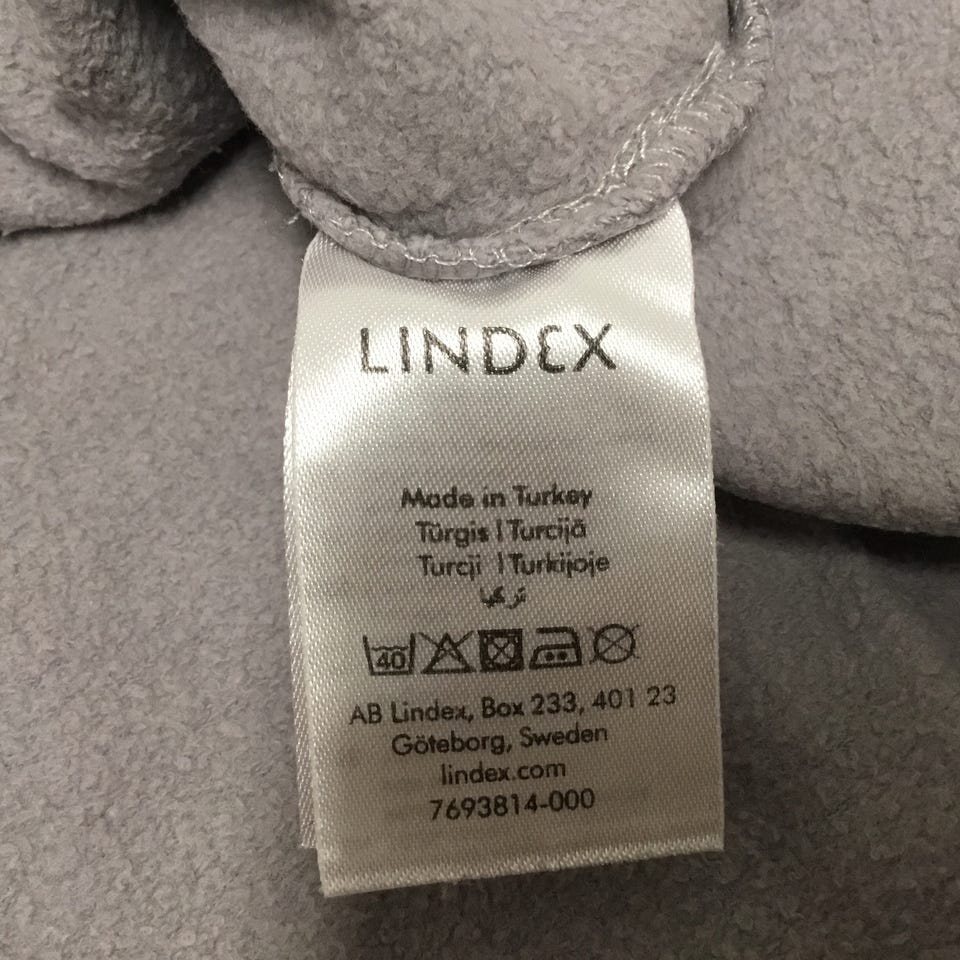 LINDEX
Made in Turkey
Türgis | Turcijā
Turcji | Turkijoje
تركيا
40
AB Lindex, Box 233, 401 23
Göteborg, Sweden
lindex.com
7693814-000